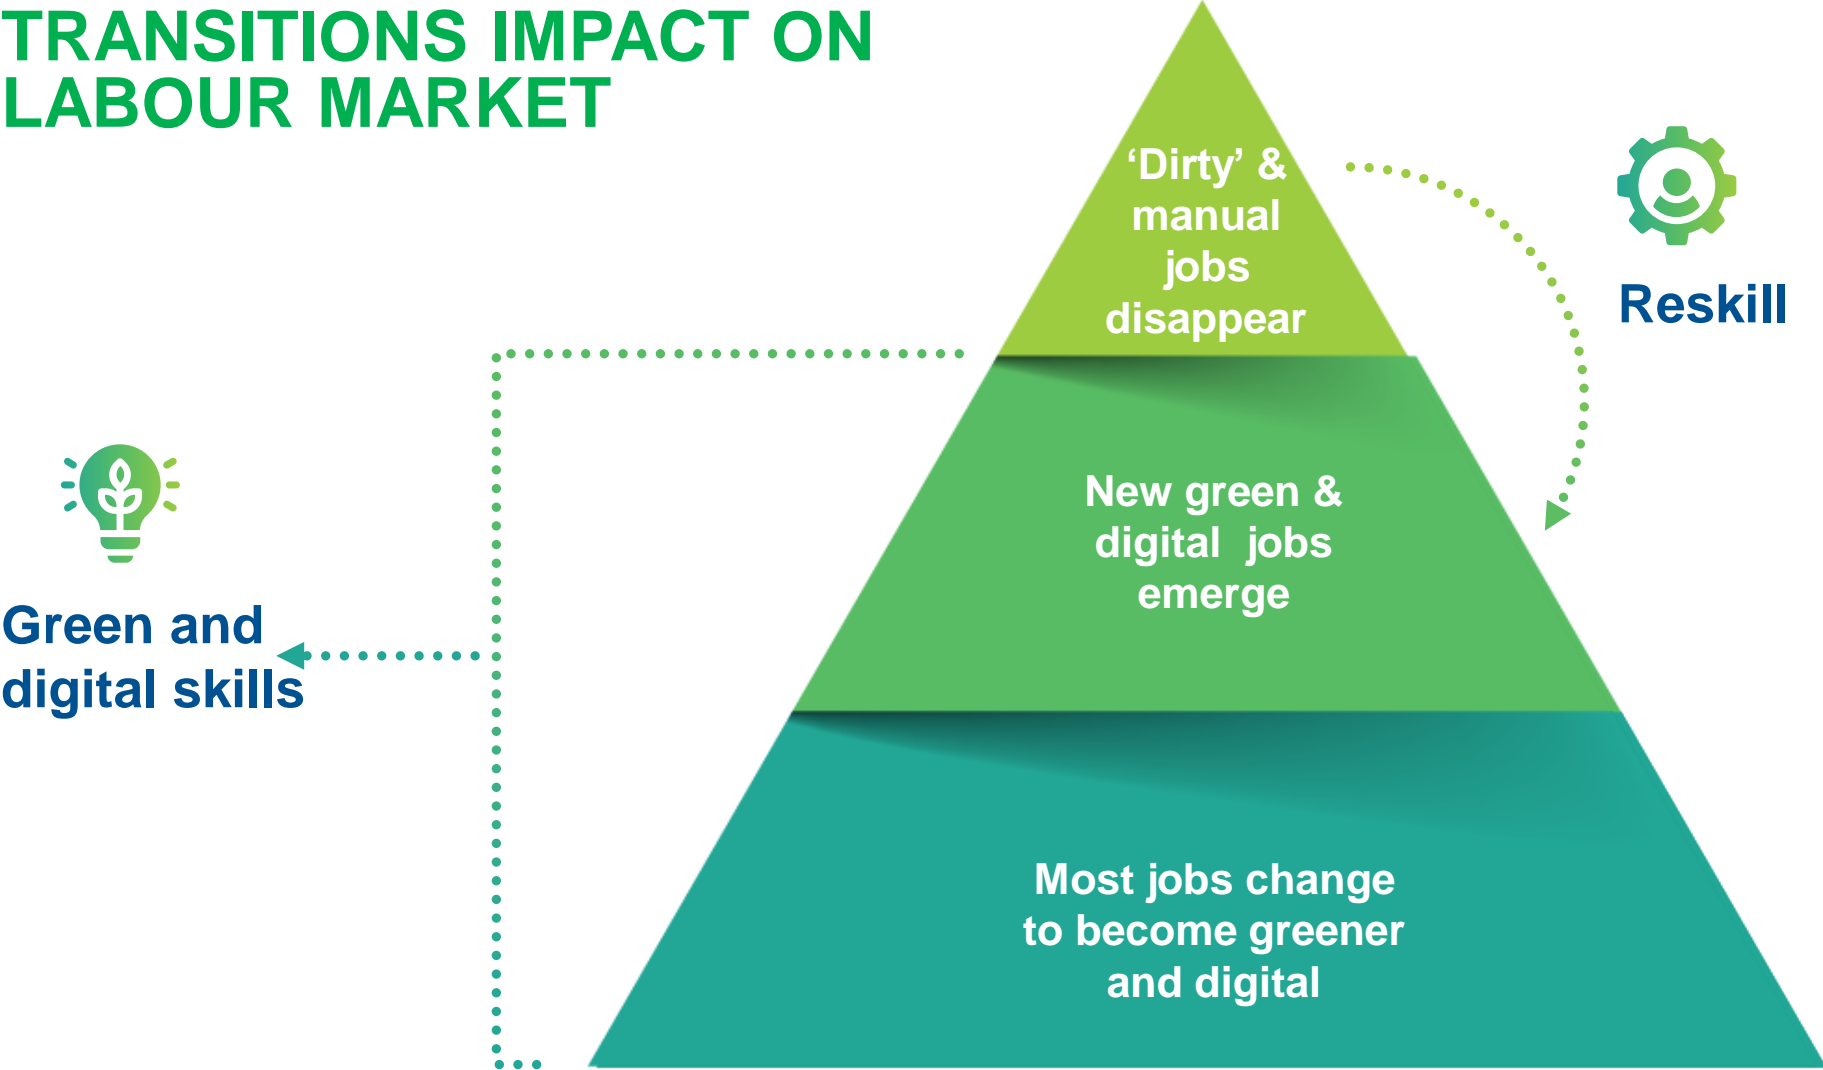 TRANSITIONS IMPACT ON
LABOUR MARKET
‘Dirty’ &
manual
jobs
disappear
Reskill
New green &
digital jobs
emerge
Green and
digital skills
Most jobs change
to become greener
and digital